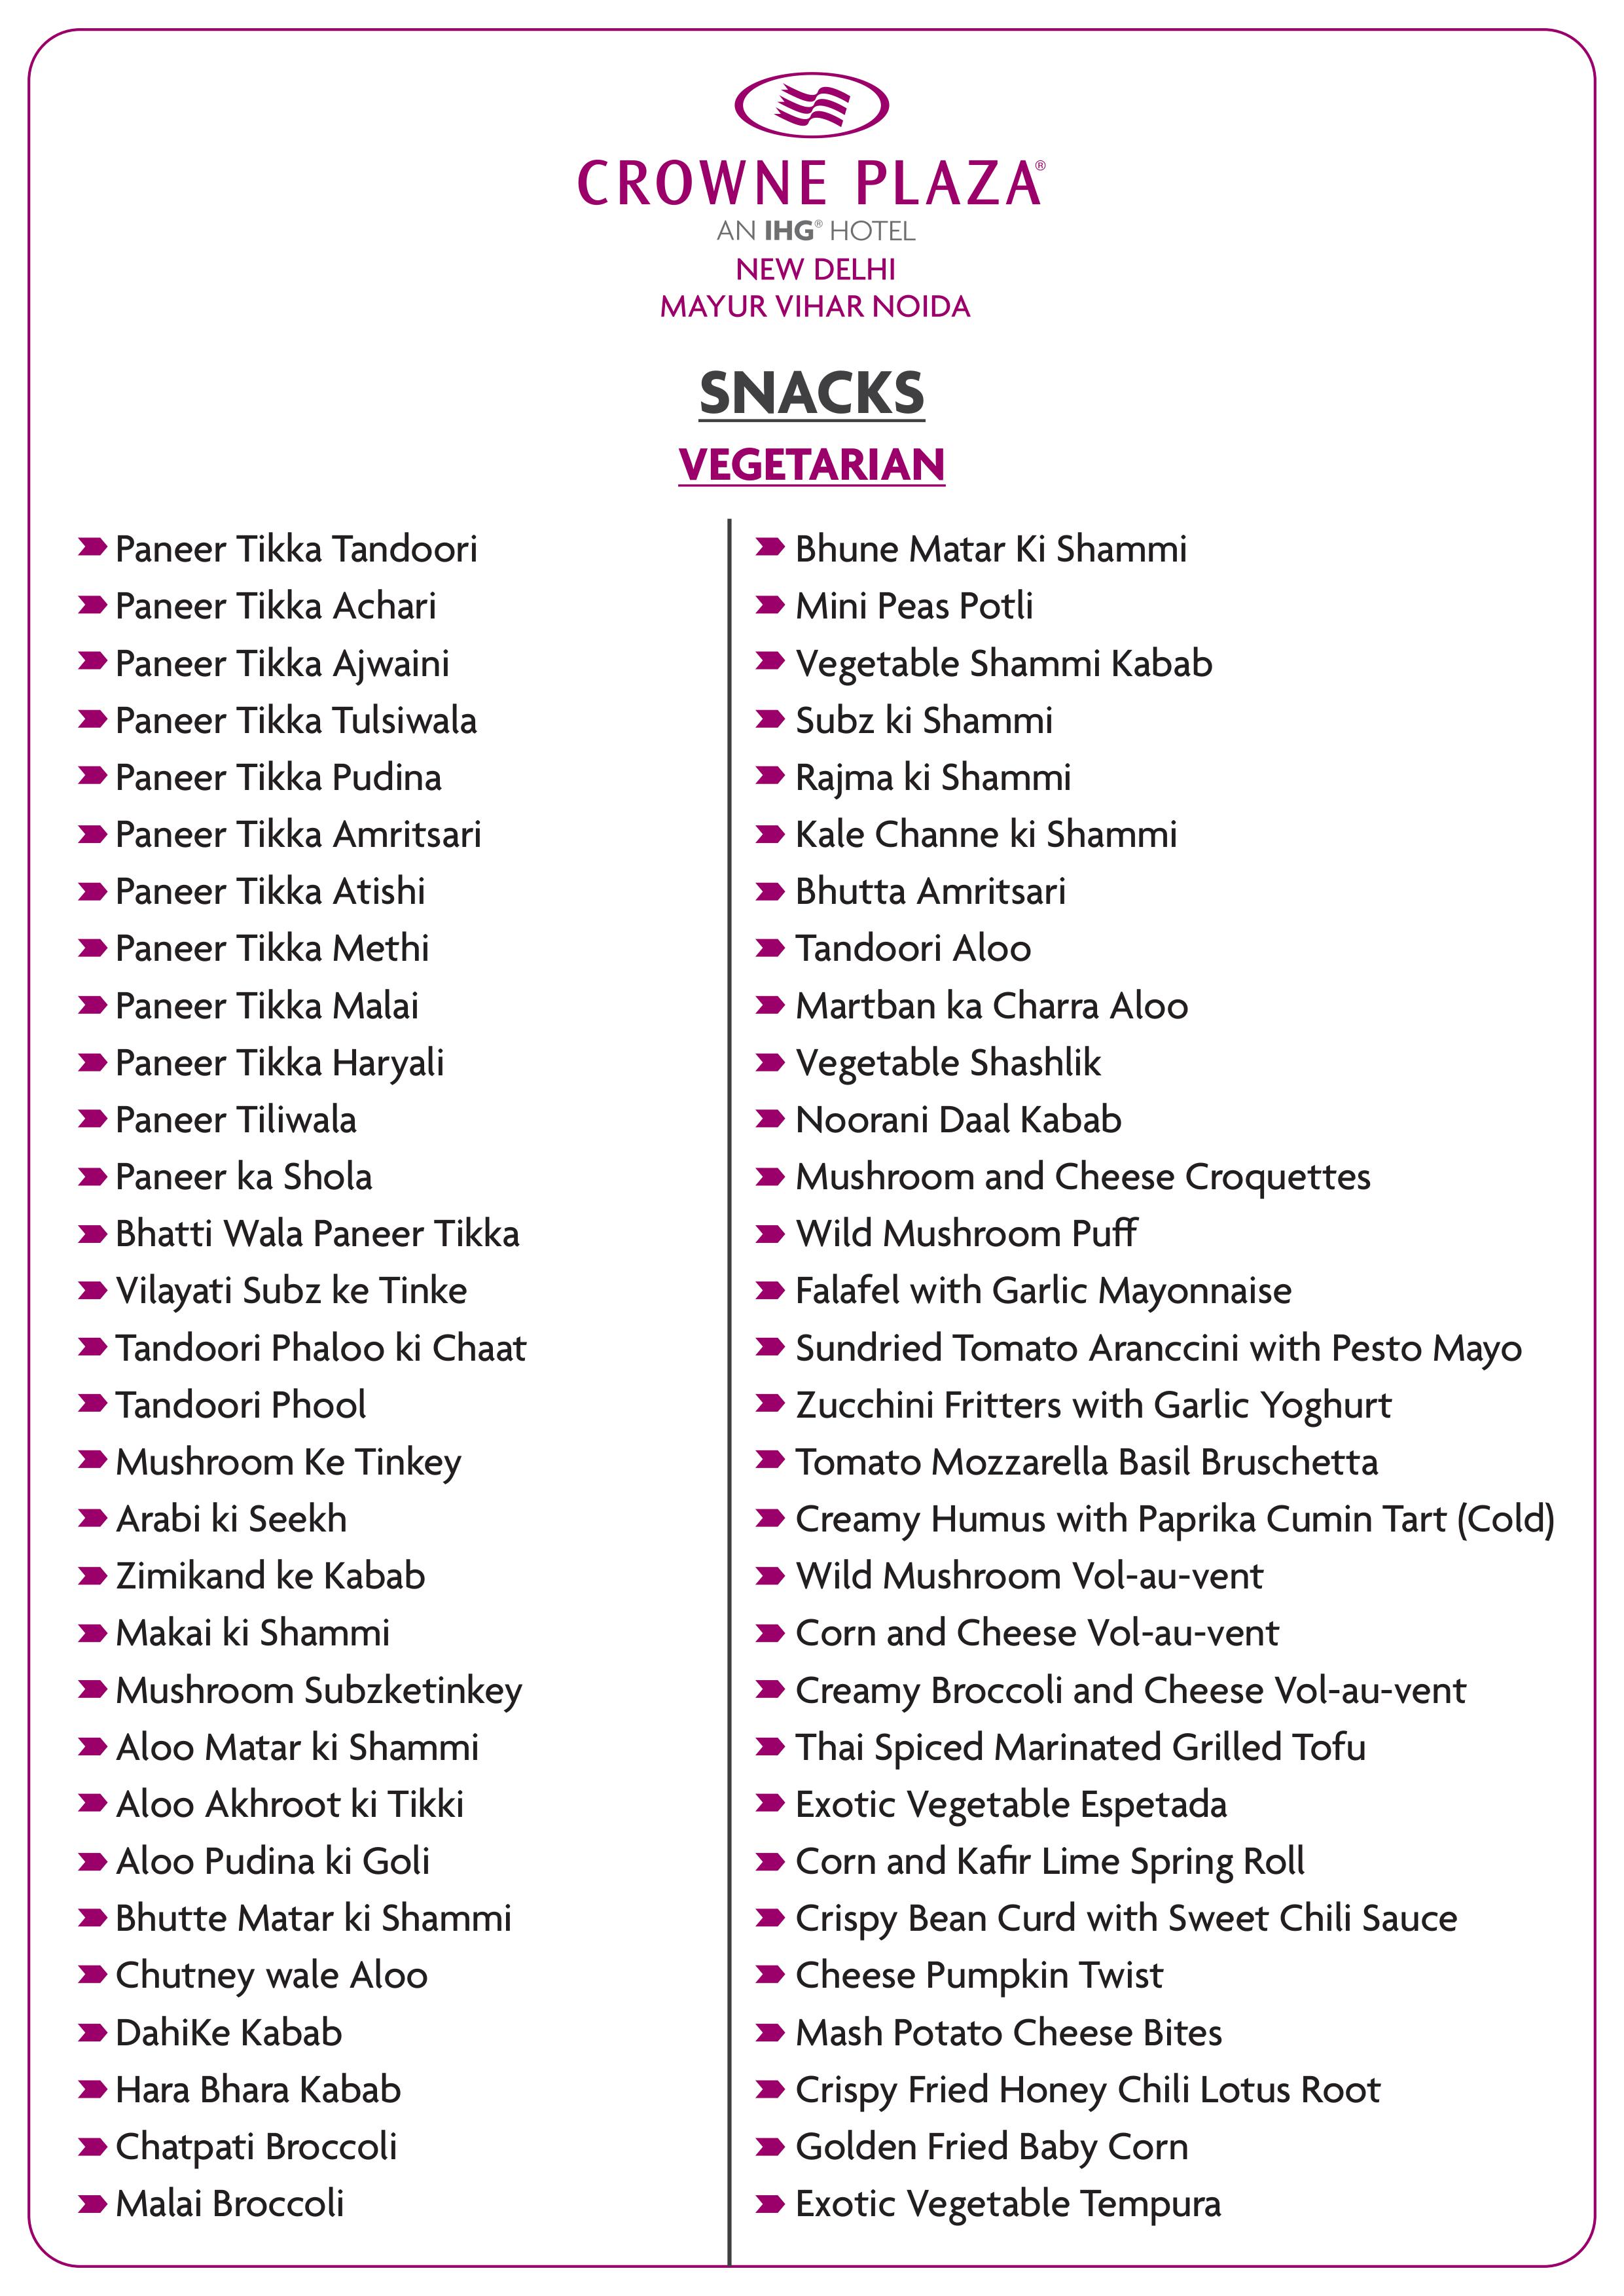 CROWNE PLAZA®
AN IHG® HOTEL
NEW DELHI
MAYUR VIHAR NOIDA
SNACKS
VEGETARIAN
Paneer Tikka Tandoori
Paneer Tikka Achari
Paneer Tikka Ajwaini
Paneer Tikka Tulsiwala
Paneer Tikka Pudina
Paneer Tikka Amritsari
Paneer Tikka Atishi
Paneer Tikka Methi
Paneer Tikka Malai
Paneer Tikka Haryali
Paneer Tiliwala
Paneer ka Shola
Bhatti Wala Paneer Tikka
Vilayati Subz ke Tinke
Tandoori Phaloo ki Chaat
Tandoori Phool
Mushroom Ke Tinkey
Arabi ki Seekh
Zimikand ke Kabab
Makai ki Shammi
Mushroom Subzketinkey
Aloo Matar ki Shammi
Aloo Akhroot ki Tikki
Aloo Pudina ki Goli
Bhutte Matar ki Shammi
Chutney wale Aloo
DahiKe Kabab
Hara Bhara Kabab
Chatpati Broccoli
Malai Broccoli
Bhune Matar Ki Shammi
Mini Peas Potli
Vegetable Shammi Kabab
Subz ki Shammi
Rajma ki Shammi
Kale Channe ki Shammi
Bhutta Amritsari
Tandoori Aloo
Martban ka Charra Aloo
Vegetable Shashlik
Noorani Daal Kabab
Mushroom and Cheese Croquettes
Wild Mushroom Puff
Falafel with Garlic Mayonnaise
Sundried Tomato Aranccini with Pesto Mayo
Zucchini Fritters with Garlic Yoghurt
Tomato Mozzarella Basil Bruschetta
Creamy Humus with Paprika Cumin Tart (Cold)
Wild Mushroom Vol-au-vent
Corn and Cheese Vol-au-vent
Creamy Broccoli and Cheese Vol-au-vent
Thai Spiced Marinated Grilled Tofu
Exotic Vegetable Espetada
Corn and Kafir Lime Spring Roll
Crispy Bean Curd with Sweet Chili Sauce
Cheese Pumpkin Twist
Mash Potato Cheese Bites
Crispy Fried Honey Chili Lotus Root
Golden Fried Baby Corn
Exotic Vegetable Tempura